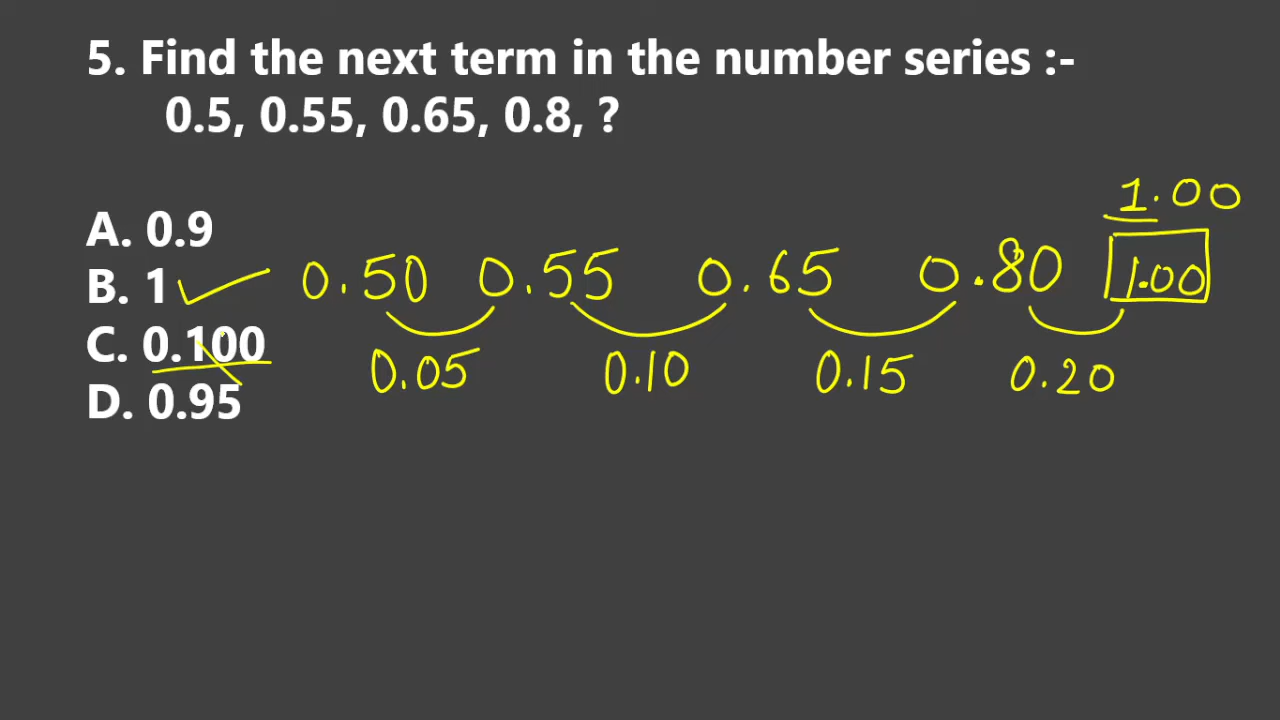 5. Find the next term in the number series :-
0.5, 0.55, 0.65, 0.8, ?
1.00
A. 0.9
B. 1
0.50 0.55 0.65 0.80 1.00
C. 0.100
0.05 0.10 0.15 0.20
D. 0.95